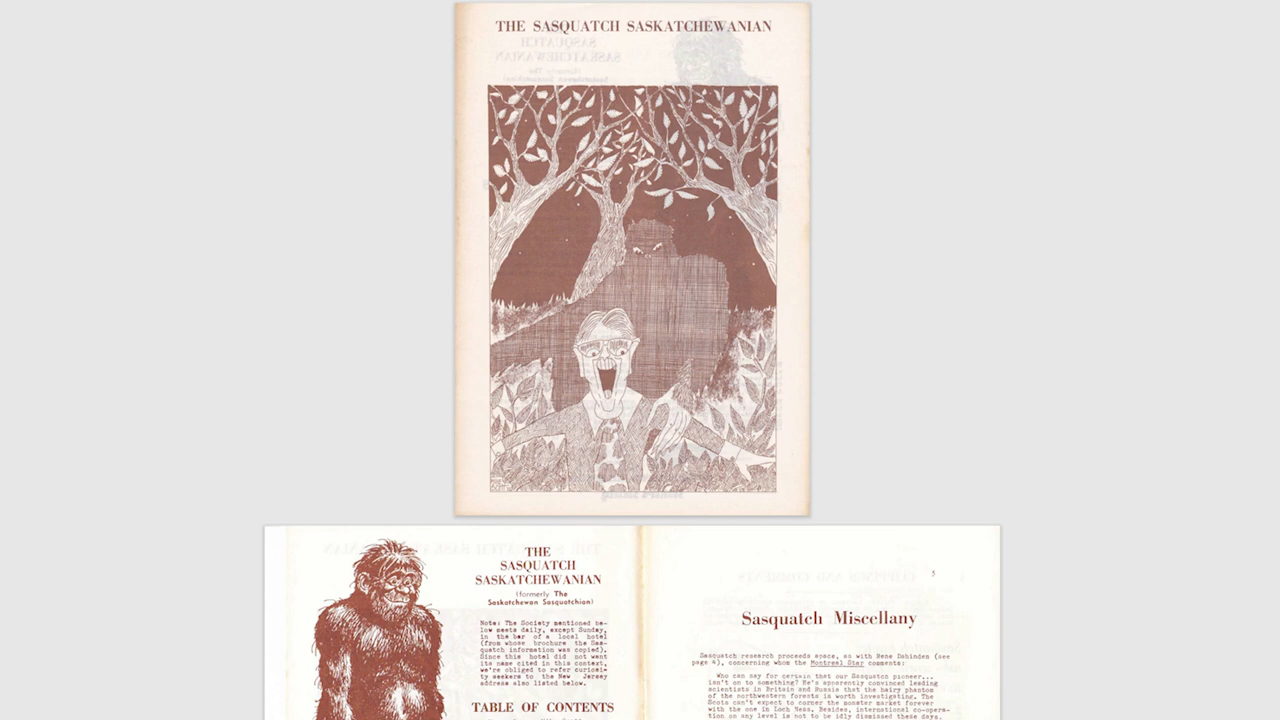 THE SASQUATCH SASKATCHEWANIAN
THE
SASQUATCH
SASKATCHEWANIAN
(formerly The
Saskatchewan Sasquatchian)
Note: The Society mentioned be-
low meets daily, except Sunday,
in the bar of a local hotel
(from whose brochure the Sas-
quatch information was copied).
Since this hotel did not want
its name cited in this context,
we're obliged to refer curiosi-
ty seekers to the New Jersey
address also listed below.
TABLE OF CONTENTS
Sasquatch Miscellany
Sasquatch research proceeds apace, as with Rene Dahinden (see
page 4), concerning whom the Montreal Star comments:
Who can say for certain that our Sasquatch pioneer...
isn't on to something? He's apparently convinced leading
scientists in Britain and Russia that the hairy phantom
of the northwestern forests is worth investigating. The
Scots can't expect to corner the monster market forever
with the one in Loch Ness. Besides, international co-opera-
tion on any level is not to be idly dismissed these days.